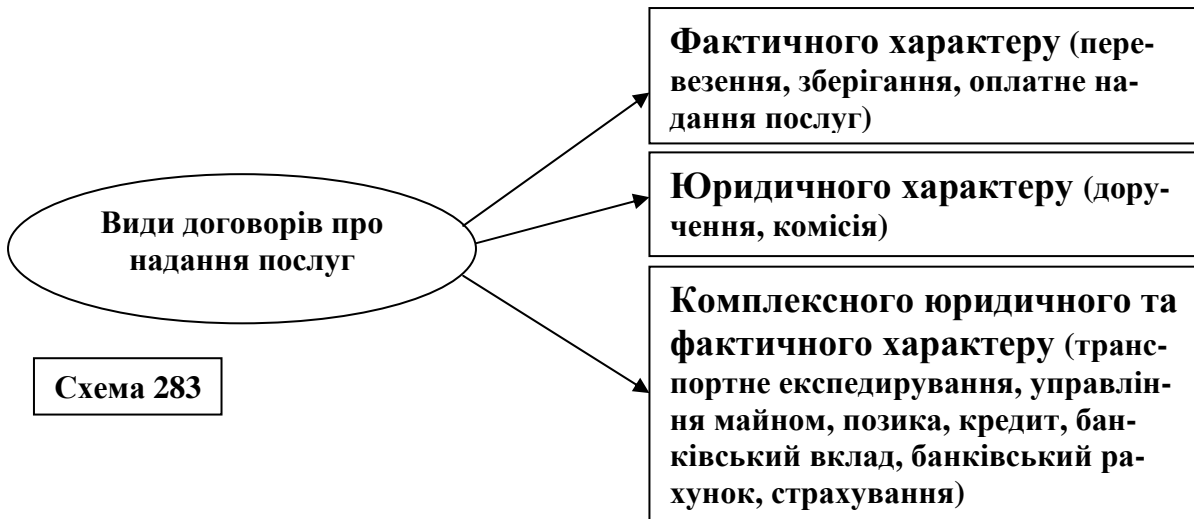 Види договорів про
надання послуг
Схема 283
Фактичного характеру (пере-
везення, зберігання, оплатне на-
дання послуг)
Юридичного характеру (дору-
чення, комісія)
Комплексного юридичного та
фактичного характеру (транс-
портне експедирування, управлін-
ня майном, позика, кредит, бан-
ківський вклад, банківський ра-
хунок, страхування)